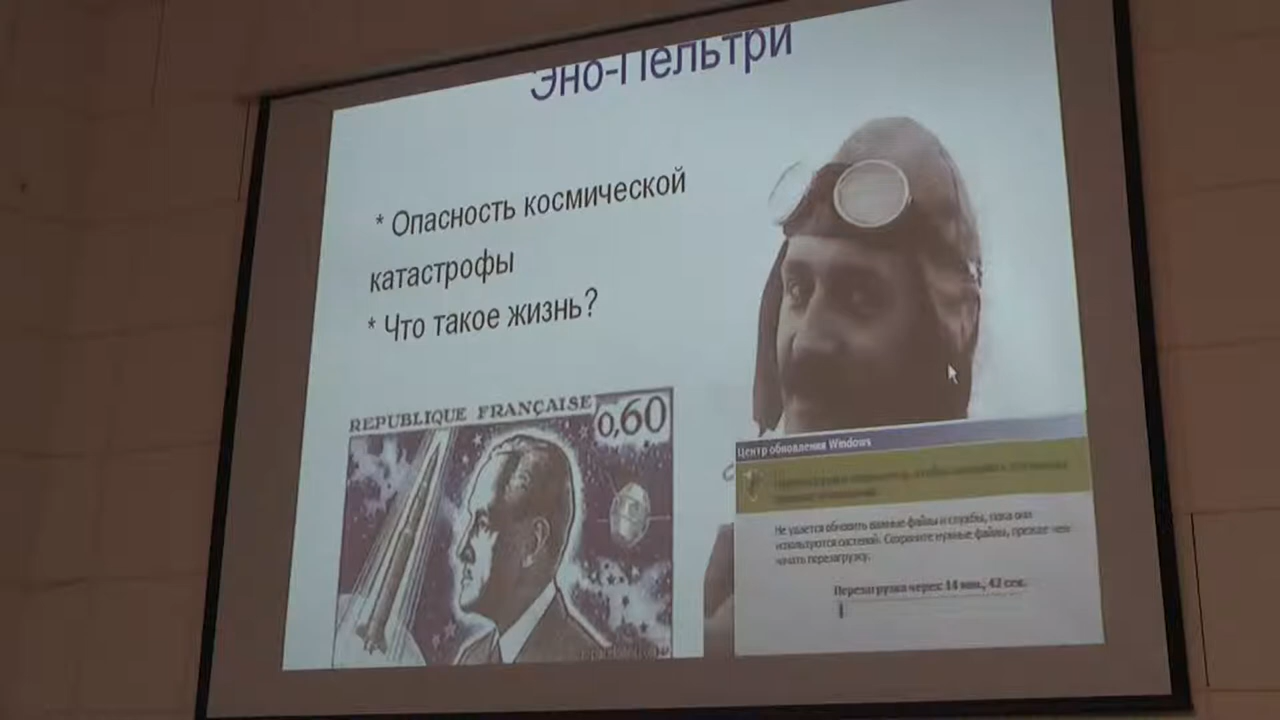 Эно-Пельтри
* Опасность космической
катастрофы
* Что такое жизнь?
REPUBLIQUE FRANÇAISE
0,60
Центр обновления Windows
Не удается обновить важные файлы и службы, пока они
используются системой. Сохраните нужные файлы, прежде чем
начать перезагрузку.
Перезагрузка через: 14 мин., 42 сек.